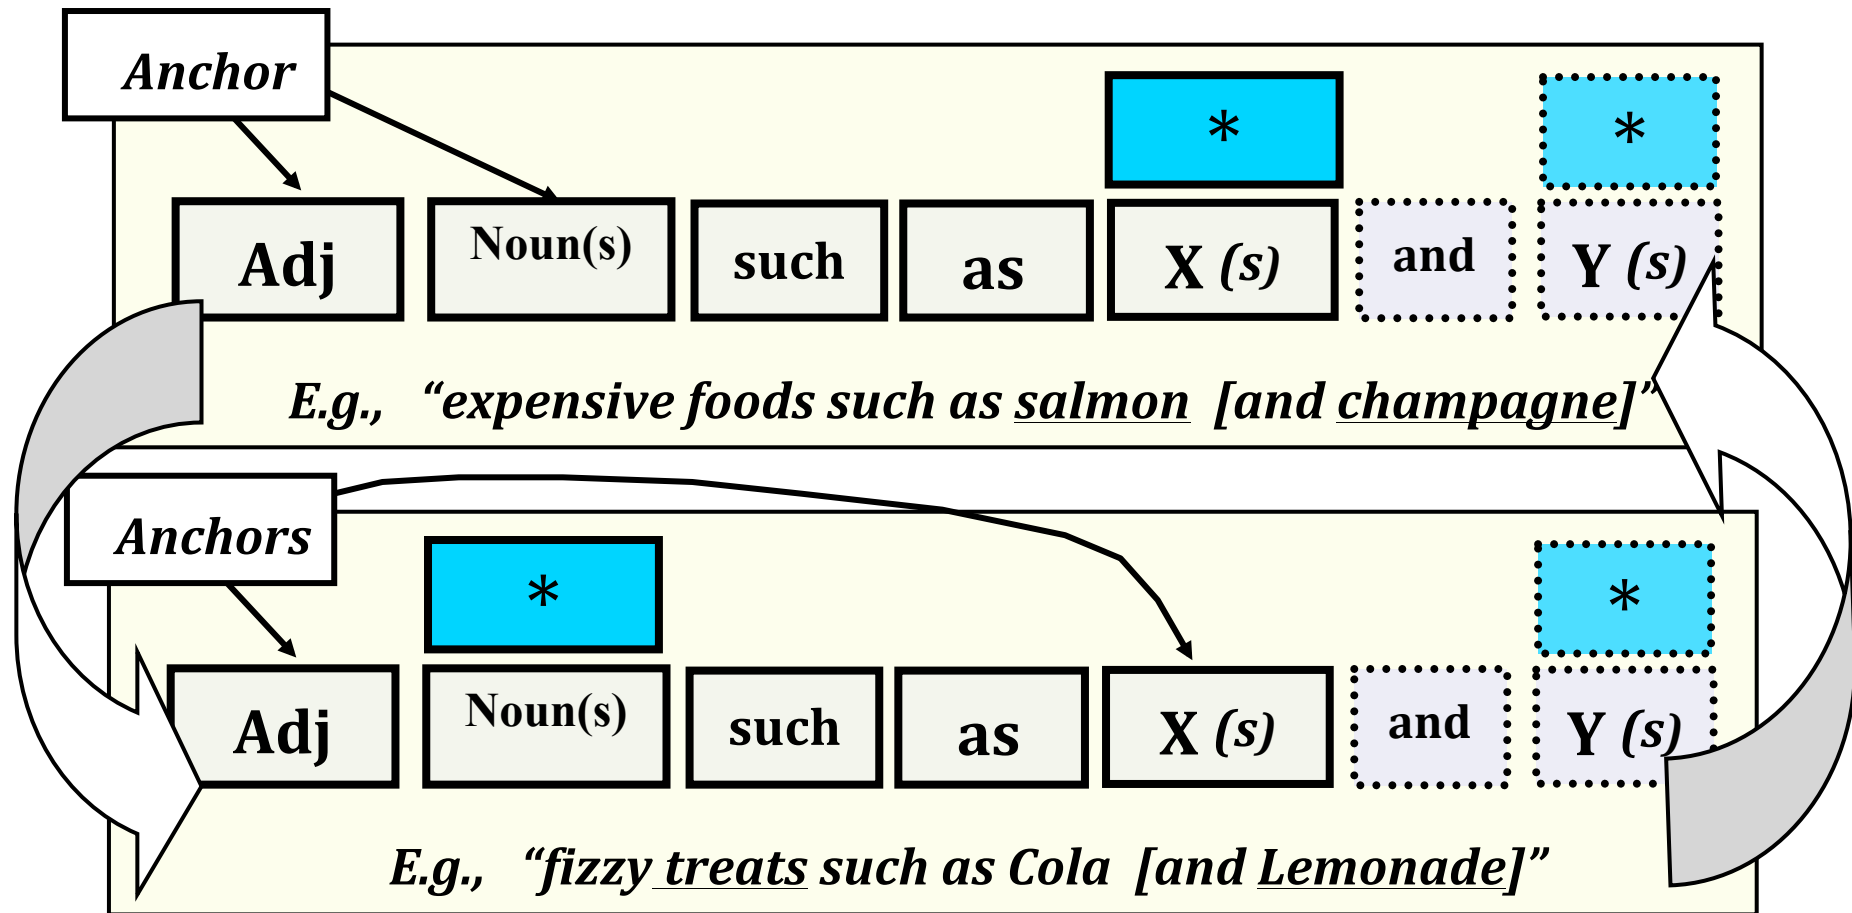 Anchor
* *
Adj Noun(s) such as X (s) and Y (s)
E.g., “expensive foods such as salmon [and champagne]”
Anchors
* *
Adj Noun(s) such as X (s) and Y (s)
E.g., “fizzy treats such as Cola [and Lemonade]”